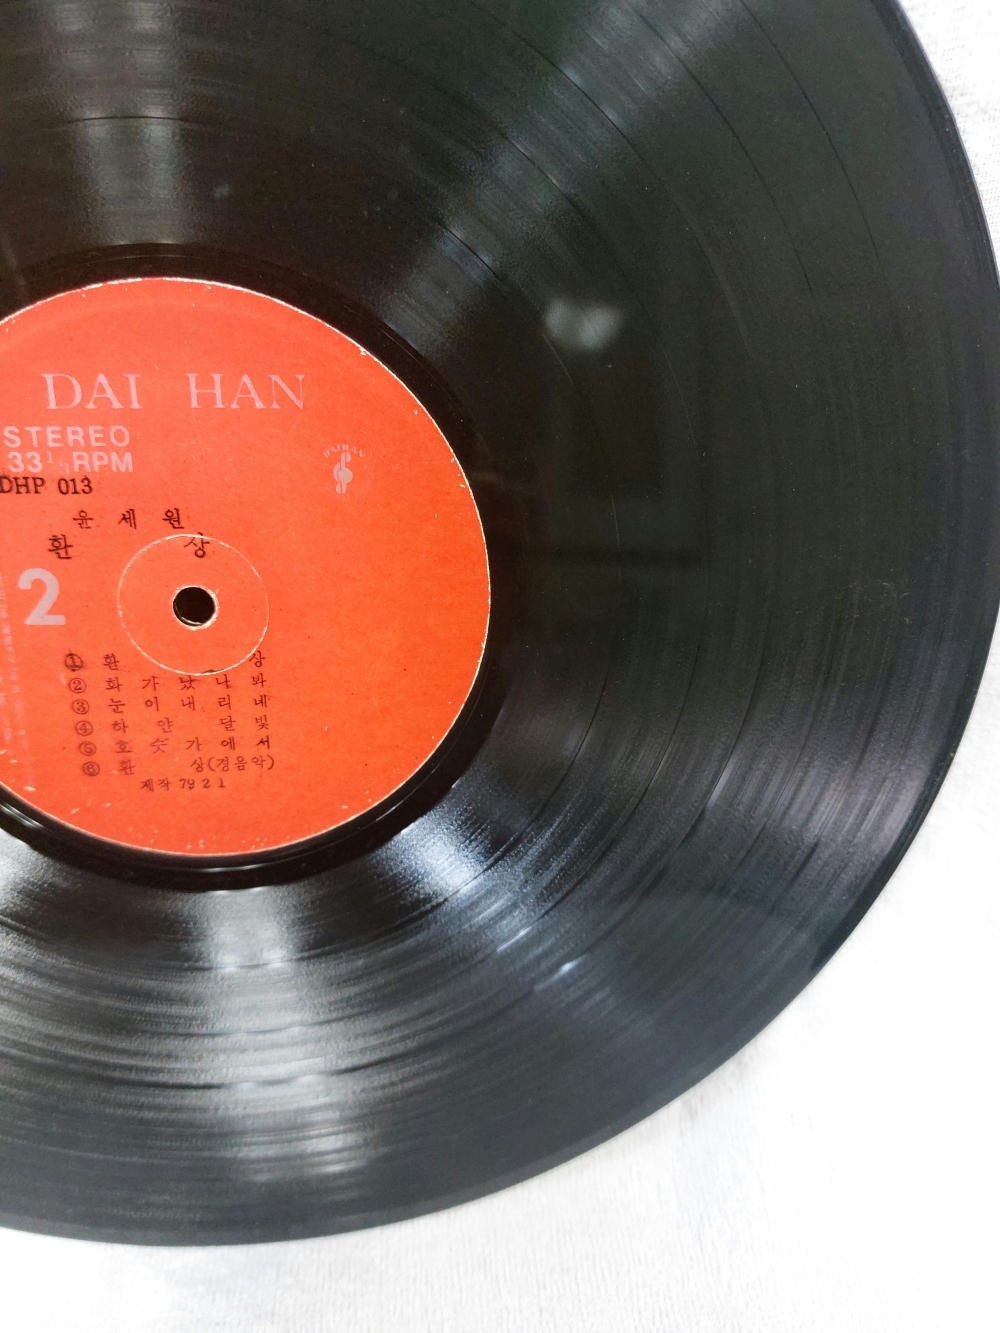 DAI HAN
STEREO
33 1/3 RPM
DHP 013
윤 세 원
환 상
2
① 환 상
② 화 가 났 나 봐
③ 눈 이 내 리 네
④ 하 얀 달 빛
⑤ 호 숫 가 에 서
⑥ 환 상(경음악)
제작 79 2 1